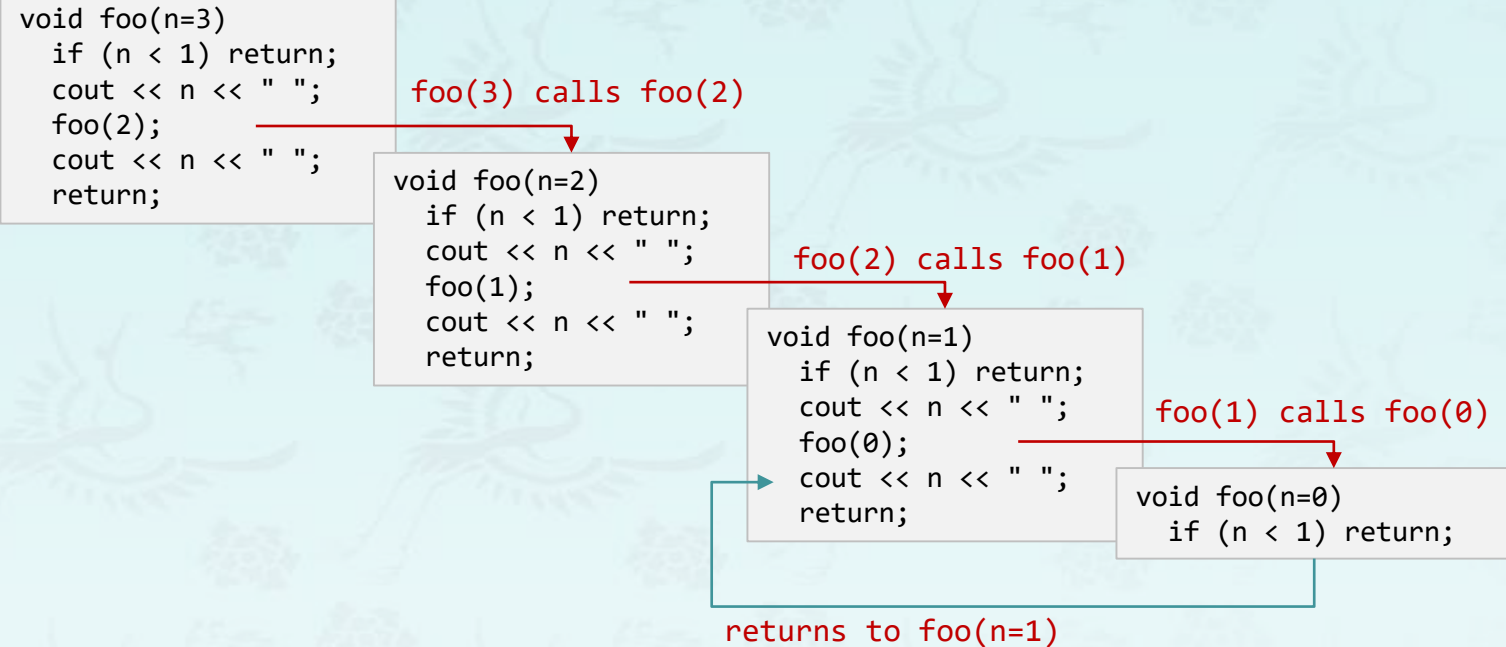 void foo(n=3)
  if (n < 1) return;
  cout << n << " ";
  foo(2);
  cout << n << " ";
  return;
foo(3) calls foo(2)
void foo(n=2)
  if (n < 1) return;
  cout << n << " ";
  foo(1);
  cout << n << " ";
  return;
foo(2) calls foo(1)
void foo(n=1)
  if (n < 1) return;
  cout << n << " ";
  foo(0);
  cout << n << " ";
  return;
foo(1) calls foo(0)
void foo(n=0)
  if (n < 1) return;
returns to foo(n=1)